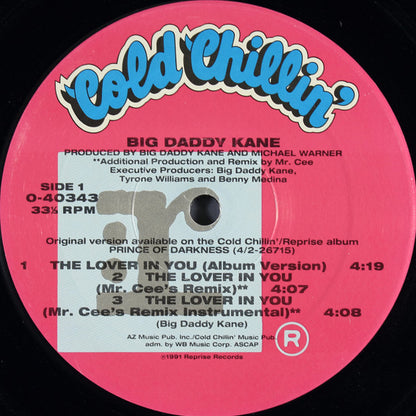 Cold Chillin'
BIG DADDY KANE
PRODUCED BY BIG DADDY KANE AND MICHAEL WARNER
**Additional Production and Remix by Mr. Cee
Executive Producers: Big Daddy Kane,
Tyrone Williams and Benny Medina
SIDE 1
0-40343
33⅓ RPM
r
Original version available on the Cold Chillin'/Reprise album
PRINCE OF DARKNESS (4/2-26715)
1 THE LOVER IN YOU (Album Version) 4:19
2 THE LOVER IN YOU
(Mr. Cee's Remix)** 4:07
3 THE LOVER IN YOU
(Mr. Cee's Remix Instrumental)** 4:08
(Big Daddy Kane)
AZ Music Pub. Inc./Cold Chillin' Music Pub.
adm. by WB Music Corp. ASCAP
®
℗1991 Reprise Records